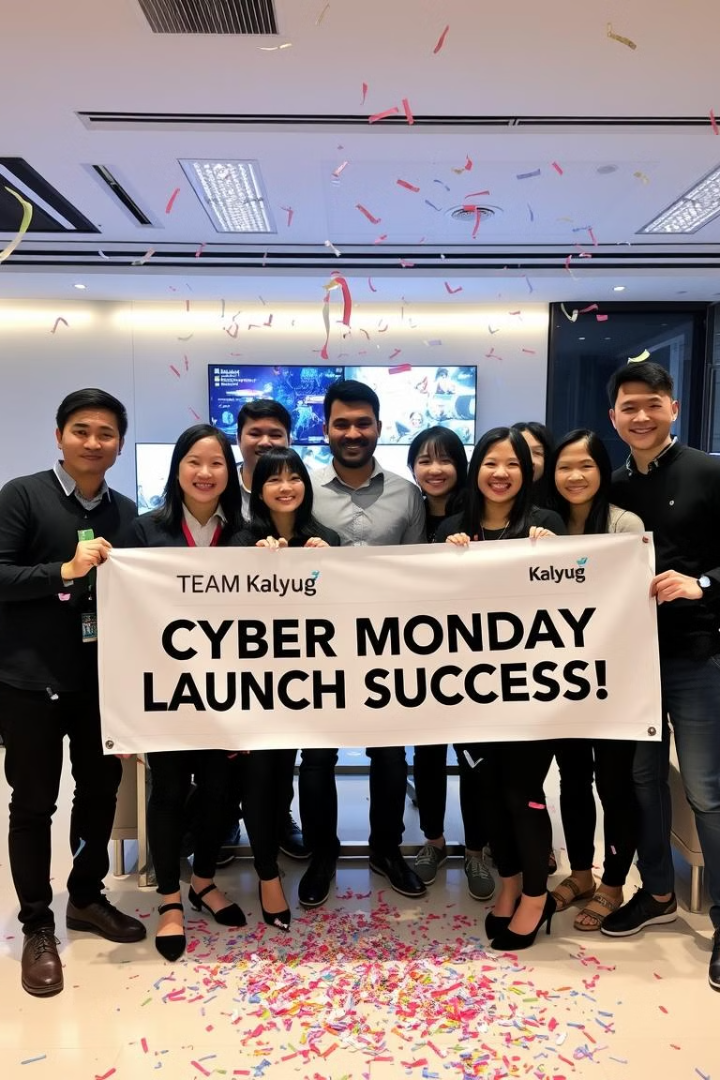 TEAM Kalyug
Kalyug
CYBER MONDAY
LAUNCH SUCCESS!